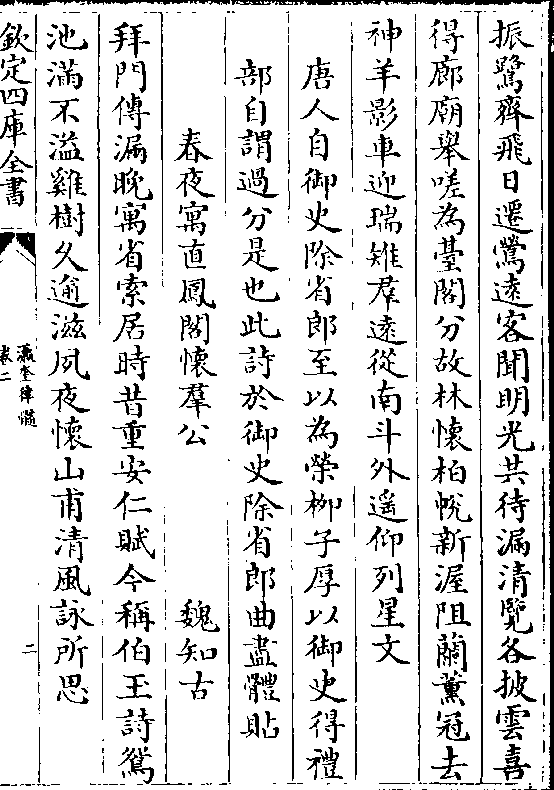 振鷺齊飛日遷鶯遠客聞明光共待漏清覽各披雲喜
得廊廟舉嗟為臺閣分故林懷柏恱新渥阻蘭薰冠去
神羊影車迎瑞雉群遠從南斗外遥仰列星文
唐人自御史除省郎至以為榮柳子厚以御史得禮
部自謂過分是也此詩於御史除省郎曲盡體貼
春夜寓直鳳閣懷羣公 魏知古
拜門傳漏晚寓省索居時昔重安仁賦今稱伯玉詩鴛
池滿不溢雞樹久逾滋夙夜懷山甫清風詠所思
欽定四庫全書
瀛奎律髓
卷二
二